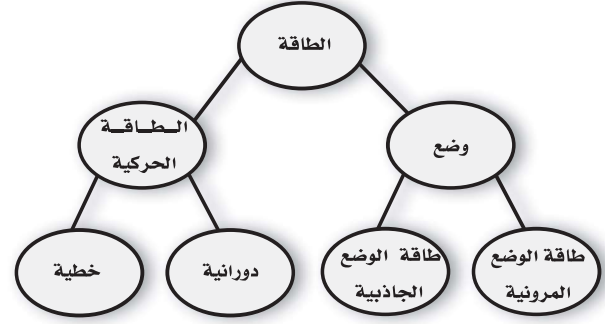 الطاقة
وضع
الطاقة
الحركية
طاقة الوضع
المرونية
طاقة الوضع
الجاذبية
دورانية
خطية